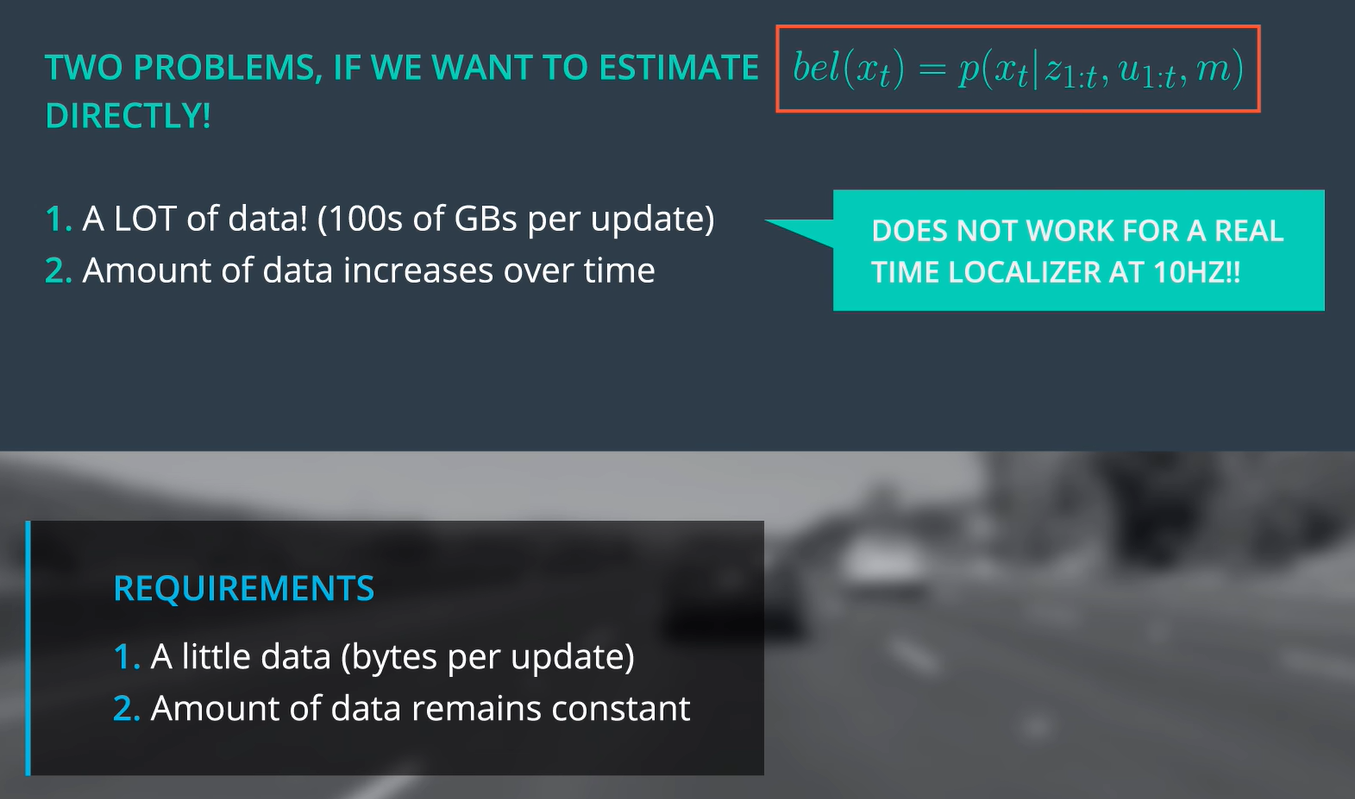 TWO PROBLEMS, IF WE WANT TO ESTIMATE bel(x_t) = p(x_t|z_{1:t}, u_{1:t}, m)
DIRECTLY!
1. A LOT of data! (100s of GBs per update)
2. Amount of data increases over time
DOES NOT WORK FOR A REAL
TIME LOCALIZER AT 10HZ!!
REQUIREMENTS
1. A little data (bytes per update)
2. Amount of data remains constant